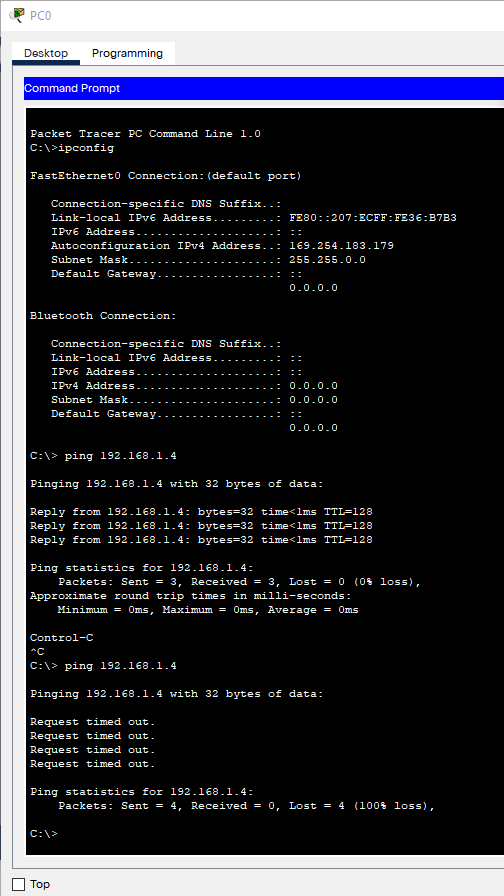 PC0
Desktop Programming
Command Prompt
Packet Tracer PC Command Line 1.0
C:\>ipconfig
FastEthernet0 Connection:(default port)
Connection-specific DNS Suffix..:
Link-local IPv6 Address.........: FE80::207:ECFF:FE36:B7B3
IPv6 Address....................: ::
Autoconfiguration IPv4 Address..: 169.254.183.179
Subnet Mask.....................: 255.255.0.0
Default Gateway.................: ::
0.0.0.0
Bluetooth Connection:
Connection-specific DNS Suffix..:
Link-local IPv6 Address.........: ::
IPv6 Address....................: ::
IPv4 Address....................: 0.0.0.0
Subnet Mask.....................: 0.0.0.0
Default Gateway.................: ::
0.0.0.0
C:\> ping 192.168.1.4
Pinging 192.168.1.4 with 32 bytes of data:
Reply from 192.168.1.4: bytes=32 time<1ms TTL=128
Reply from 192.168.1.4: bytes=32 time<1ms TTL=128
Reply from 192.168.1.4: bytes=32 time<1ms TTL=128
Ping statistics for 192.168.1.4:
Packets: Sent = 3, Received = 3, Lost = 0 (0% loss),
Approximate round trip times in milli-seconds:
Minimum = 0ms, Maximum = 0ms, Average = 0ms
Control-C
^C
C:\> ping 192.168.1.4
Pinging 192.168.1.4 with 32 bytes of data:
Request timed out.
Request timed out.
Request timed out.
Request timed out.
Ping statistics for 192.168.1.4:
Packets: Sent = 4, Received = 0, Lost = 4 (100% loss),
C:\>
Top